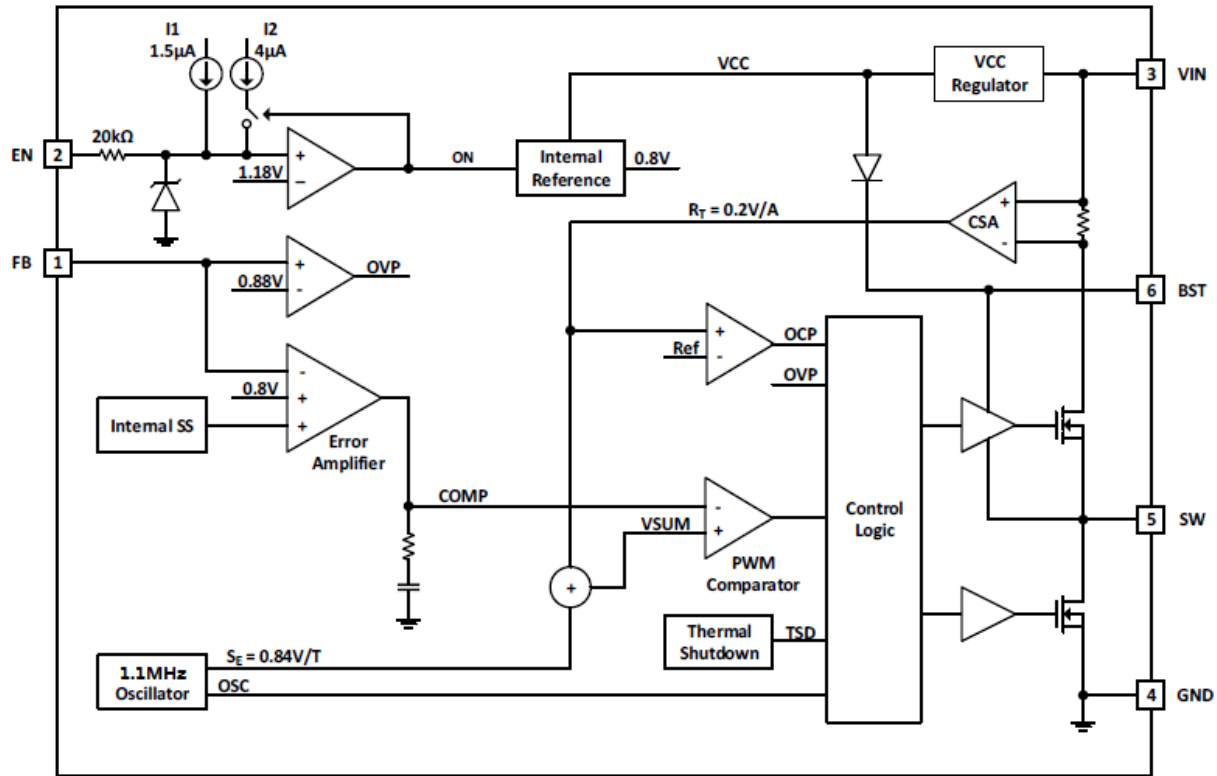 I1
1.5µA
I2
4µA
VCC
VCC
Regulator
3
VIN
EN
2
20kΩ
+
1.18V
–
ON
Internal
Reference
0.8V
R_T = 0.2V/A
CSA
+
-
FB
1
+
0.88V
-
OVP
6
BST
+
Ref
-
OCP
OVP
-
0.8V
+
+
Internal SS
Error
Amplifier
COMP
-
VSUM
+
PWM
Comparator
Control
Logic
5
SW
+
Thermal
Shutdown
TSD
S_E = 0.84V/T
1.1MHz
Oscillator
OSC
4
GND